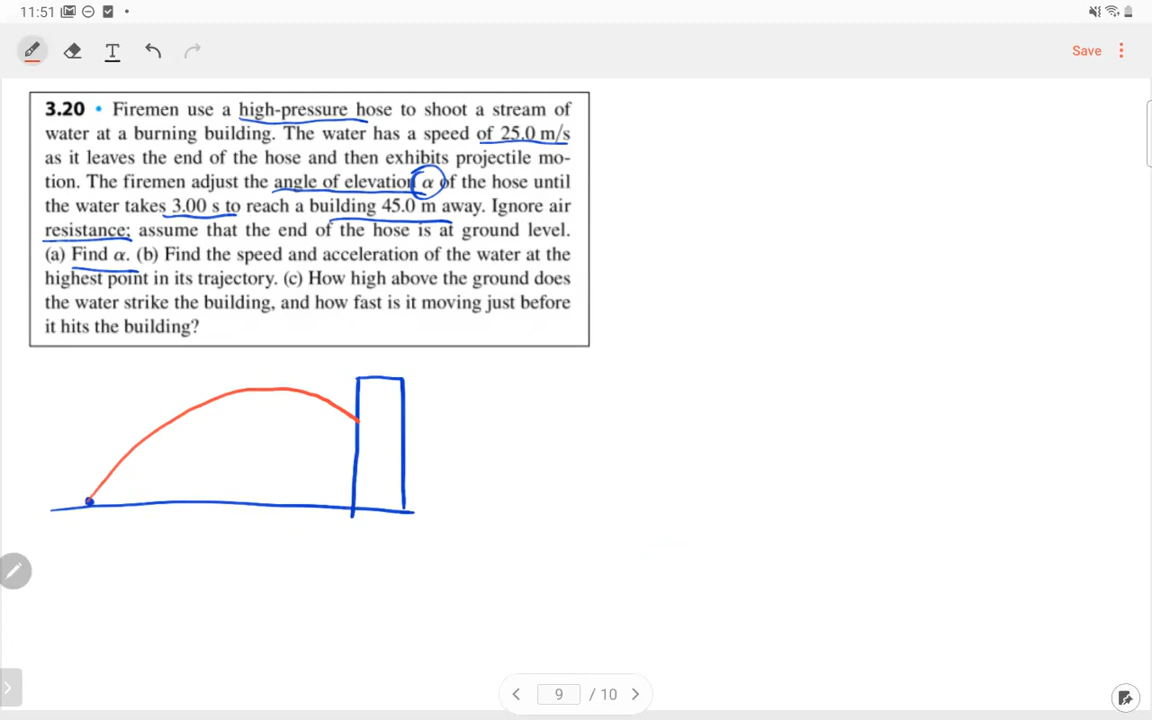 11:51
Save
3.20 • Firemen use a high-pressure hose to shoot a stream of
water at a burning building. The water has a speed of 25.0 m/s
as it leaves the end of the hose and then exhibits projectile mo-
tion. The firemen adjust the angle of elevation α of the hose until
the water takes 3.00 s to reach a building 45.0 m away. Ignore air
resistance; assume that the end of the hose is at ground level.
(a) Find α. (b) Find the speed and acceleration of the water at the
highest point in its trajectory. (c) How high above the ground does
the water strike the building, and how fast is it moving just before
it hits the building?
9 / 10